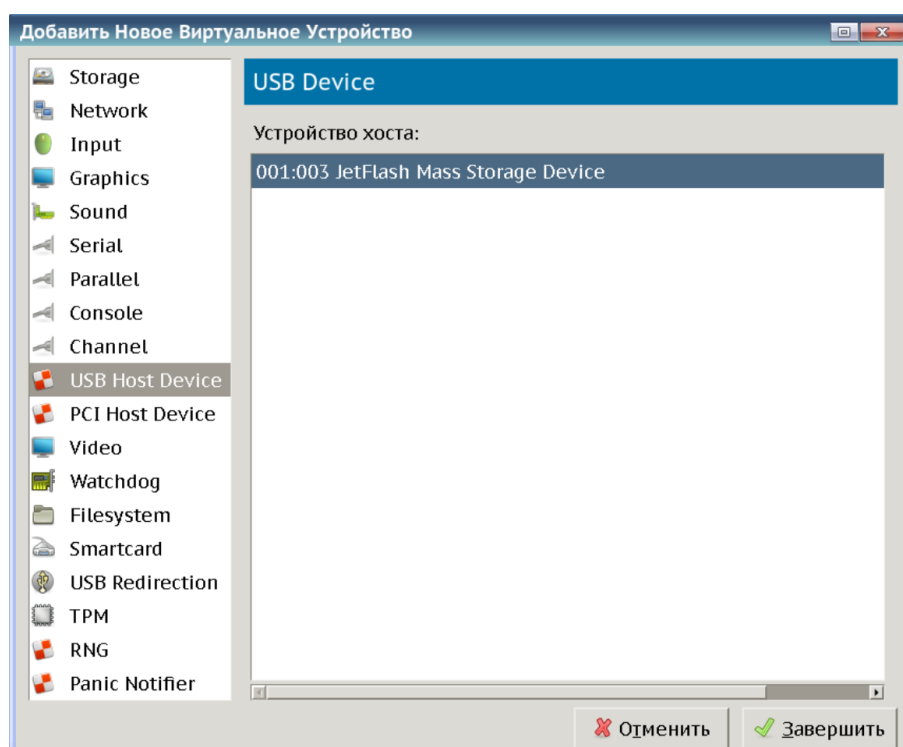 Добавить Новое Виртуальное Устройство
Storage
Network
Input
Graphics
Sound
Serial
Parallel
Console
Channel
USB Host Device
PCI Host Device
Video
Watchdog
Filesystem
Smartcard
USB Redirection
TPM
RNG
Panic Notifier
USB Device
Устройство хоста:
001:003 JetFlash Mass Storage Device
Отменить
Завершить